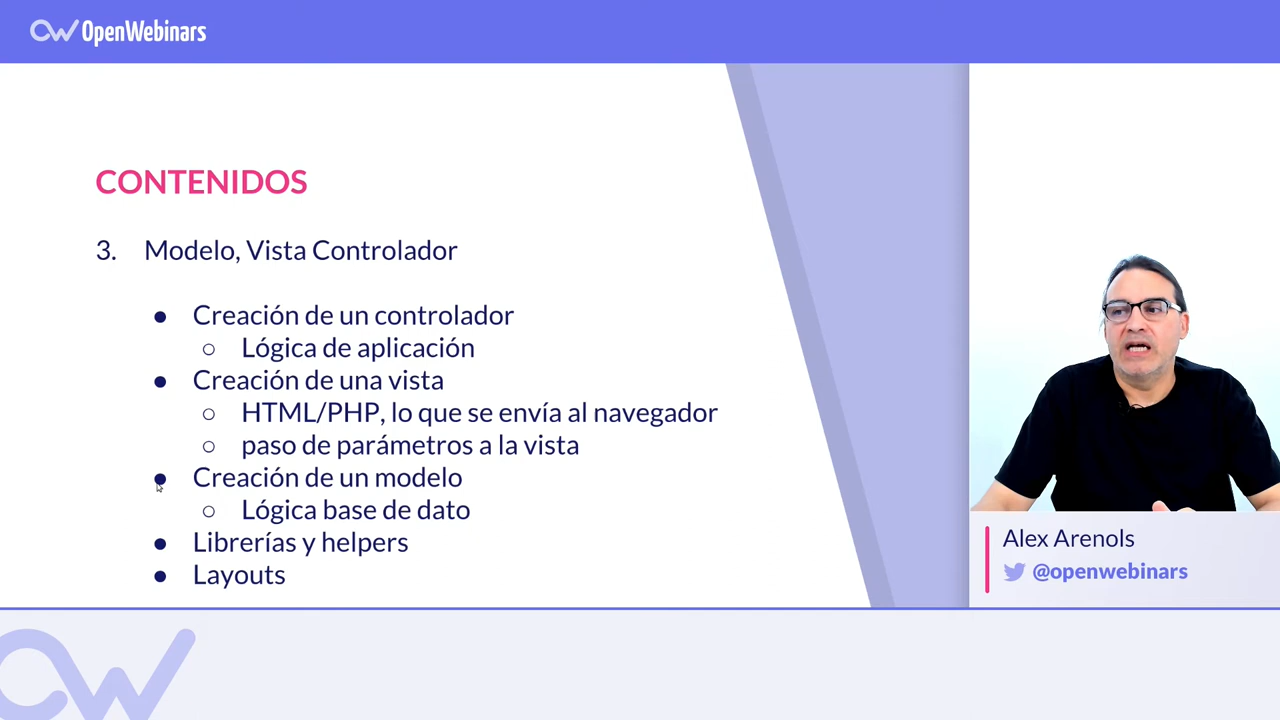 OpenWebinars
CONTENIDOS
3. Modelo, Vista Controlador
● Creación de un controlador
○ Lógica de aplicación
● Creación de una vista
○ HTML/PHP, lo que se envía al navegador
○ paso de parámetros a la vista
● Creación de un modelo
○ Lógica base de dato
● Librerías y helpers
● Layouts
Alex Arenols
@openwebinars